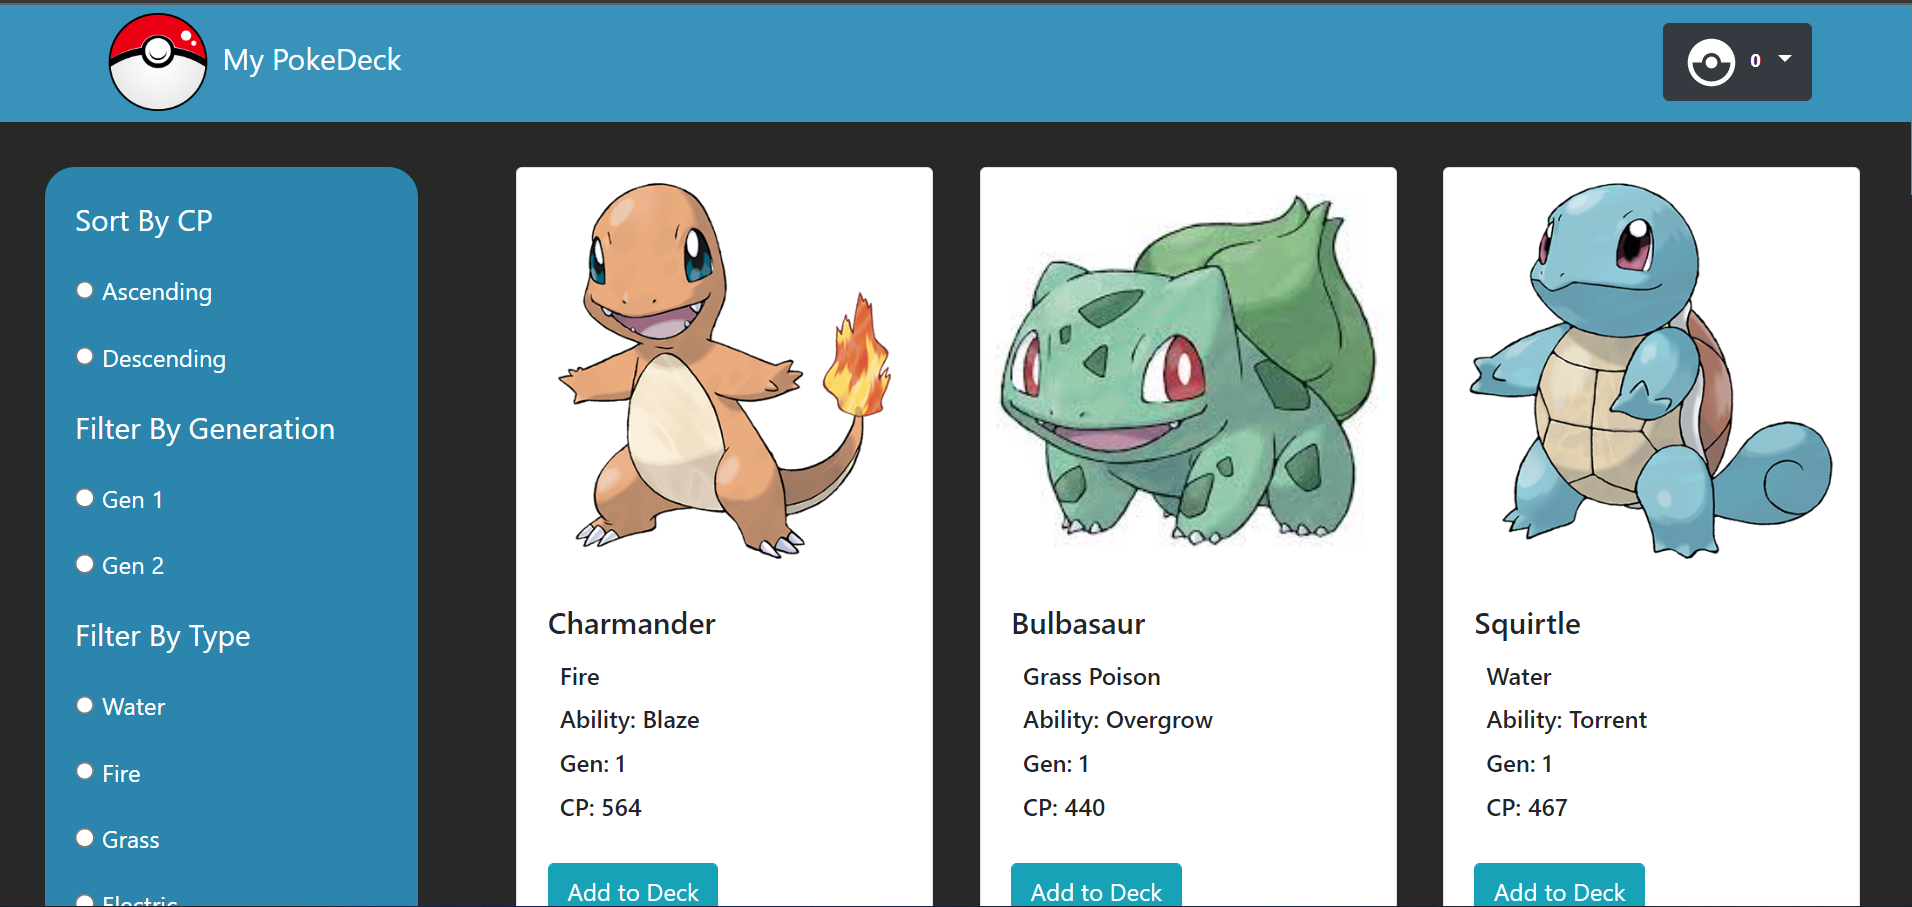 My PokeDeck
0
Sort By CP
Ascending
Descending
Filter By Generation
Gen 1
Gen 2
Filter By Type
Water
Fire
Grass
Electric
Charmander
Fire
Ability: Blaze
Gen: 1
CP: 564
Add to Deck
Bulbasaur
Grass Poison
Ability: Overgrow
Gen: 1
CP: 440
Add to Deck
Squirtle
Water
Ability: Torrent
Gen: 1
CP: 467
Add to Deck